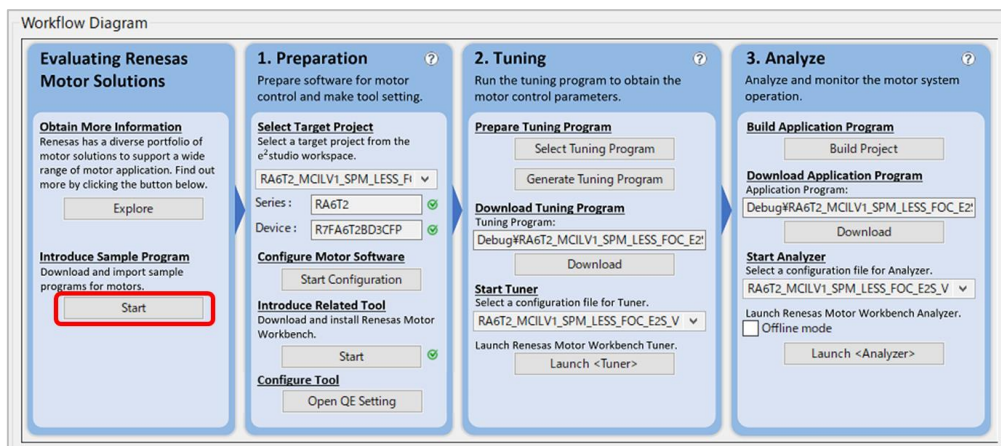 Workflow Diagram
Evaluating Renesas
Motor Solutions
Obtain More Information
Renesas has a diverse portfolio of
motor solutions to support a wide
range of motor application. Find out
more by clicking the button below.
Explore
Introduce Sample Program
Download and import sample
programs for motors.
Start
1. Preparation ?
Prepare software for motor
control and make tool setting.
Select Target Project
Select a target project from the
e²studio workspace.
RA6T2_MCILV1_SPM_LESS_F(
Series : RA6T2
Device : R7FA6T2BD3CFP
Configure Motor Software
Start Configuration
Introduce Related Tool
Download and install Renesas Motor
Workbench.
Start
Configure Tool
Open QE Setting
2. Tuning ?
Run the tuning program to obtain the
motor control parameters.
Prepare Tuning Program
Select Tuning Program
Generate Tuning Program
Download Tuning Program
Tuning Program:
Debug¥RA6T2_MCILV1_SPM_LESS_FOC_E2
Download
Start Tuner
Select a configuration file for Tuner.
RA6T2_MCILV1_SPM_LESS_FOC_E2S_V
Launch Renesas Motor Workbench Tuner.
Launch <Tuner>
3. Analyze ?
Analyze and monitor the motor system
operation.
Build Application Program
Build Project
Download Application Program
Application Program:
Debug¥RA6T2_MCILV1_SPM_LESS_FOC_E2
Download
Start Analyzer
Select a configuration file for Analyzer.
RA6T2_MCILV1_SPM_LESS_FOC_E2S_V
Launch Renesas Motor Workbench Analyzer.
Offline mode
Launch <Analyzer>